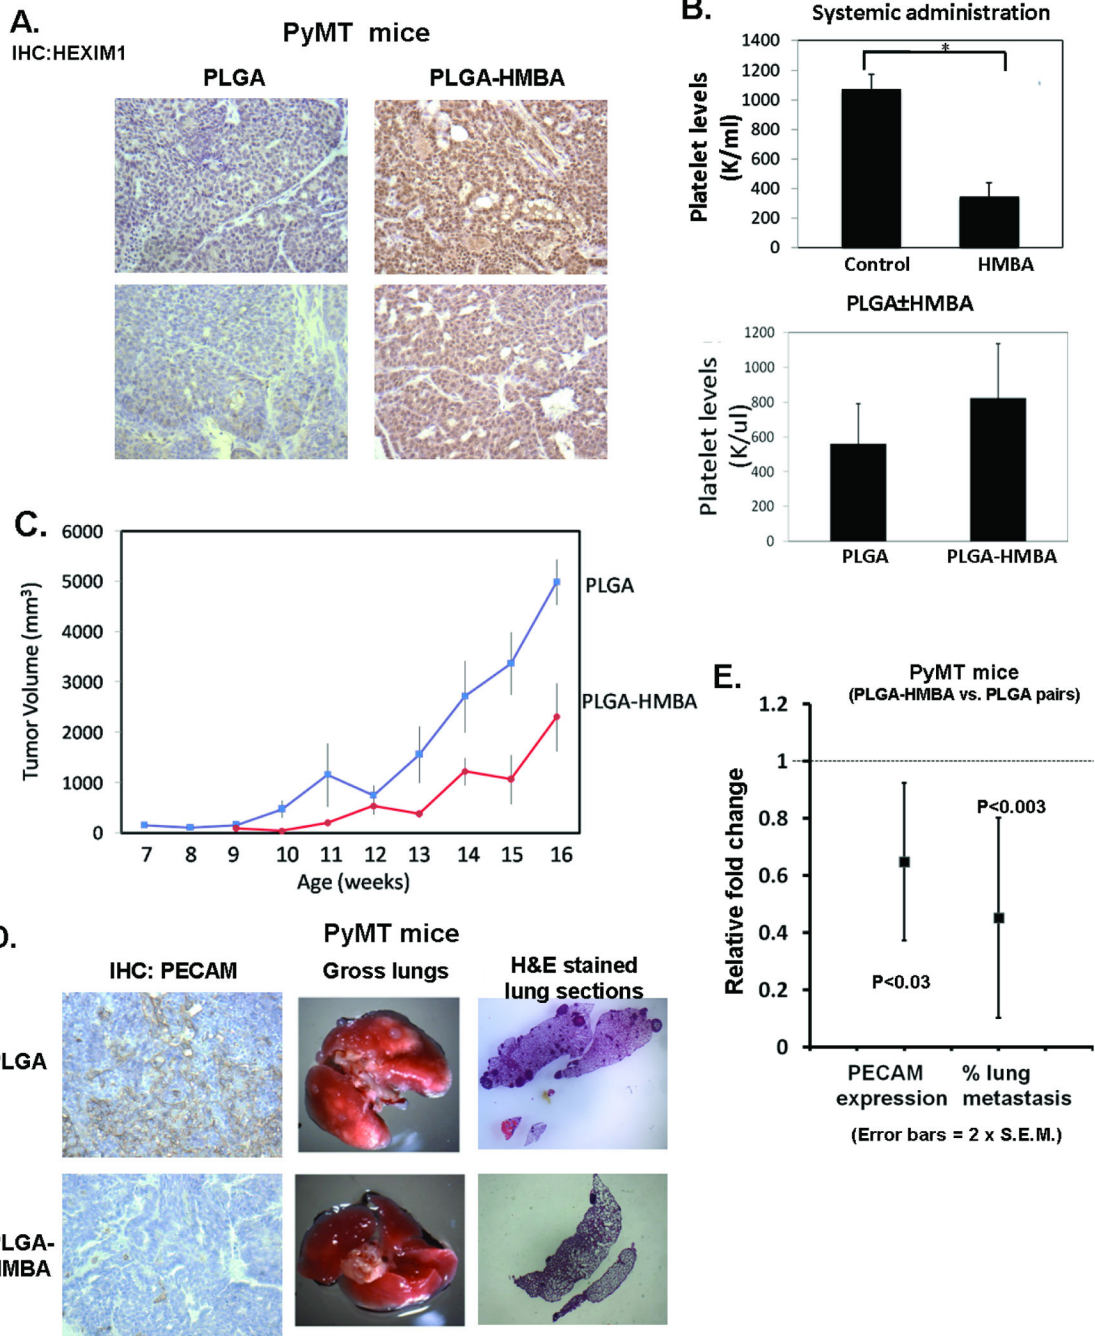 A.
IHC:HEXIM1
PyMT mice
PLGA
PLGA-HMBA
B.
Systemic administration
Platelet levels
(K/ml)
1400
1200
1000
800
600
400
200
0
*
Control
HMBA
PLGA±HMBA
Platelet levels
(K/ul)
1200
1000
800
600
400
200
0
PLGA
PLGA-HMBA
C.
Tumor Volume (mm³)
6000
5000
4000
3000
2000
1000
0
PLGA
PLGA-HMBA
7 8 9 10 11 12 13 14 15 16
Age (weeks)
D.
PyMT mice
IHC: PECAM
Gross lungs
H&E stained
lung sections
PLGA
PLGA-
HMBA
E.
PyMT mice
(PLGA-HMBA vs. PLGA pairs)
Relative fold change
1.2
1
0.8
0.6
0.4
0.2
0
P<0.003
P<0.03
PECAM
expression
% lung
metastasis
(Error bars = 2 x S.E.M.)